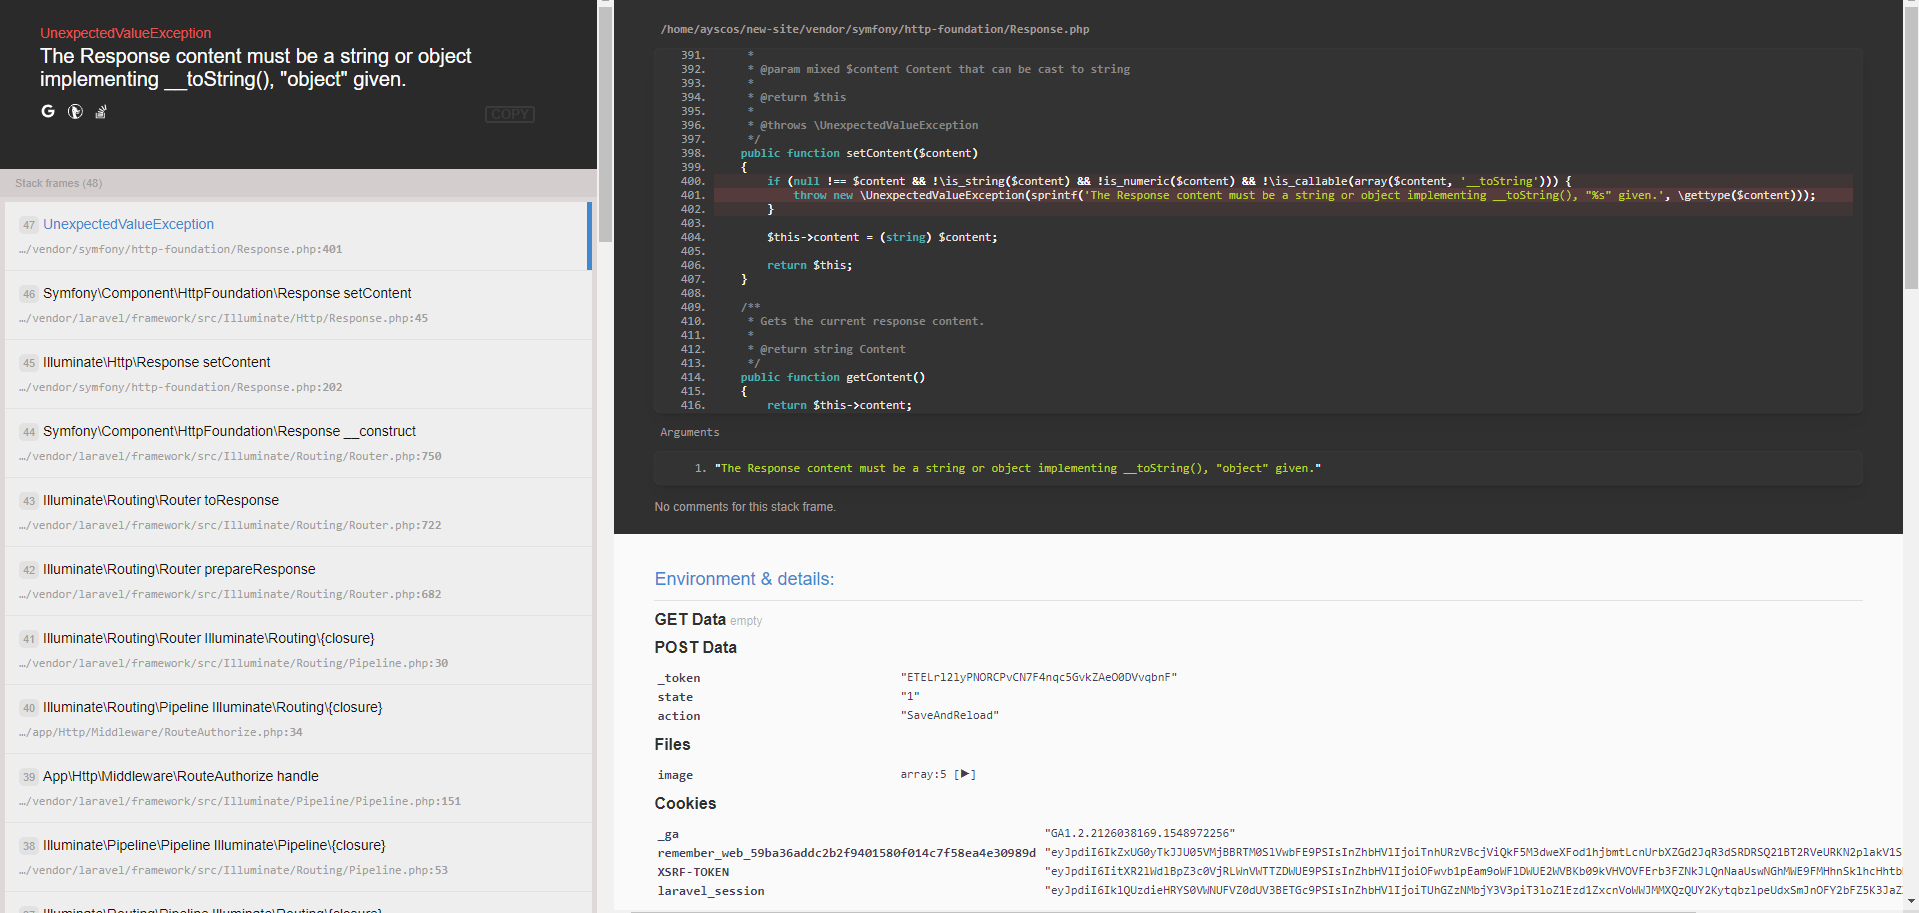 UnexpectedValueException
The Response content must be a string or object
implementing __toString(), "object" given.
COPY
Stack frames (48)
47 UnexpectedValueException
…/vendor/symfony/http-foundation/Response.php:401
46 Symfony\Component\HttpFoundation\Response setContent
…/vendor/laravel/framework/src/Illuminate/Http/Response.php:45
45 Illuminate\Http\Response setContent
…/vendor/symfony/http-foundation/Response.php:202
44 Symfony\Component\HttpFoundation\Response __construct
…/vendor/laravel/framework/src/Illuminate/Routing/Router.php:750
43 Illuminate\Routing\Router toResponse
…/vendor/laravel/framework/src/Illuminate/Routing/Router.php:722
42 Illuminate\Routing\Router prepareResponse
…/vendor/laravel/framework/src/Illuminate/Routing/Router.php:682
41 Illuminate\Routing\Router Illuminate\Routing\{closure}
…/vendor/laravel/framework/src/Illuminate/Routing/Pipeline.php:30
40 Illuminate\Routing\Pipeline Illuminate\Routing\{closure}
…/app/Http/Middleware/RouteAuthorize.php:34
39 App\Http\Middleware\RouteAuthorize handle
…/vendor/laravel/framework/src/Illuminate/Pipeline/Pipeline.php:151
38 Illuminate\Pipeline\Pipeline Illuminate\Pipeline\{closure}
…/vendor/laravel/framework/src/Illuminate/Routing/Pipeline.php:53
/home/ayscos/new-site/vendor/symfony/http-foundation/Response.php
391. *
392. * @param mixed $content Content that can be cast to string
393. *
394. * @return $this
395. *
396. * @throws \UnexpectedValueException
397. */
398. public function setContent($content)
399. {
400. if (null !== $content && !\is_string($content) && !is_numeric($content) && !\is_callable(array($content, '__toString'))) {
401. throw new \UnexpectedValueException(sprintf('The Response content must be a string or object implementing __toString(), "%s" given.', \gettype($content)));
402. }
403.
404. $this->content = (string) $content;
405.
406. return $this;
407. }
408.
409. /**
410. * Gets the current response content.
411. *
412. * @return string Content
413. */
414. public function getContent()
415. {
416. return $this->content;
Arguments
1. "The Response content must be a string or object implementing __toString(), "object" given."
No comments for this stack frame.
Environment & details:
GET Data empty
POST Data
_token "ETELrl2lyPNORCPvCN7F4nqc5GvkZAeO0DVvqbnF"
state "1"
action "SaveAndReload"
Files
image array:5 [▶]
Cookies
_ga "GA1.2.2126038169.1548972256"
remember_web_59ba36addc2b2f9401580f014c7f58ea4e30989d
XSRF-TOKEN
laravel_session